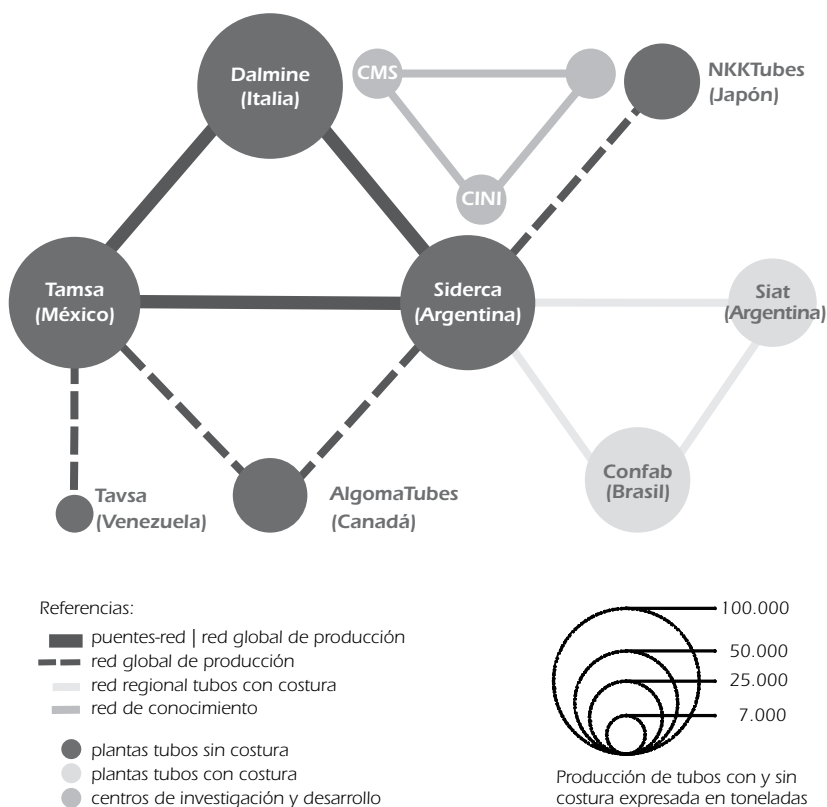 Dalmine
(Italia)
CMS
NKKTubes
(Japón)
CINI
Tamsa
(México)
Siderca
(Argentina)
Siat
(Argentina)
Confab
(Brasil)
Tavsa
(Venezuela)
AlgomaTubes
(Canadá)
Referencias:
puentes-red | red global de producción
red global de producción
red regional tubos con costura
red de conocimiento
plantas tubos sin costura
plantas tubos con costura
centros de investigación y desarrollo
100.000
50.000
25.000
7.000
Producción de tubos con y sin
costura expresada en toneladas